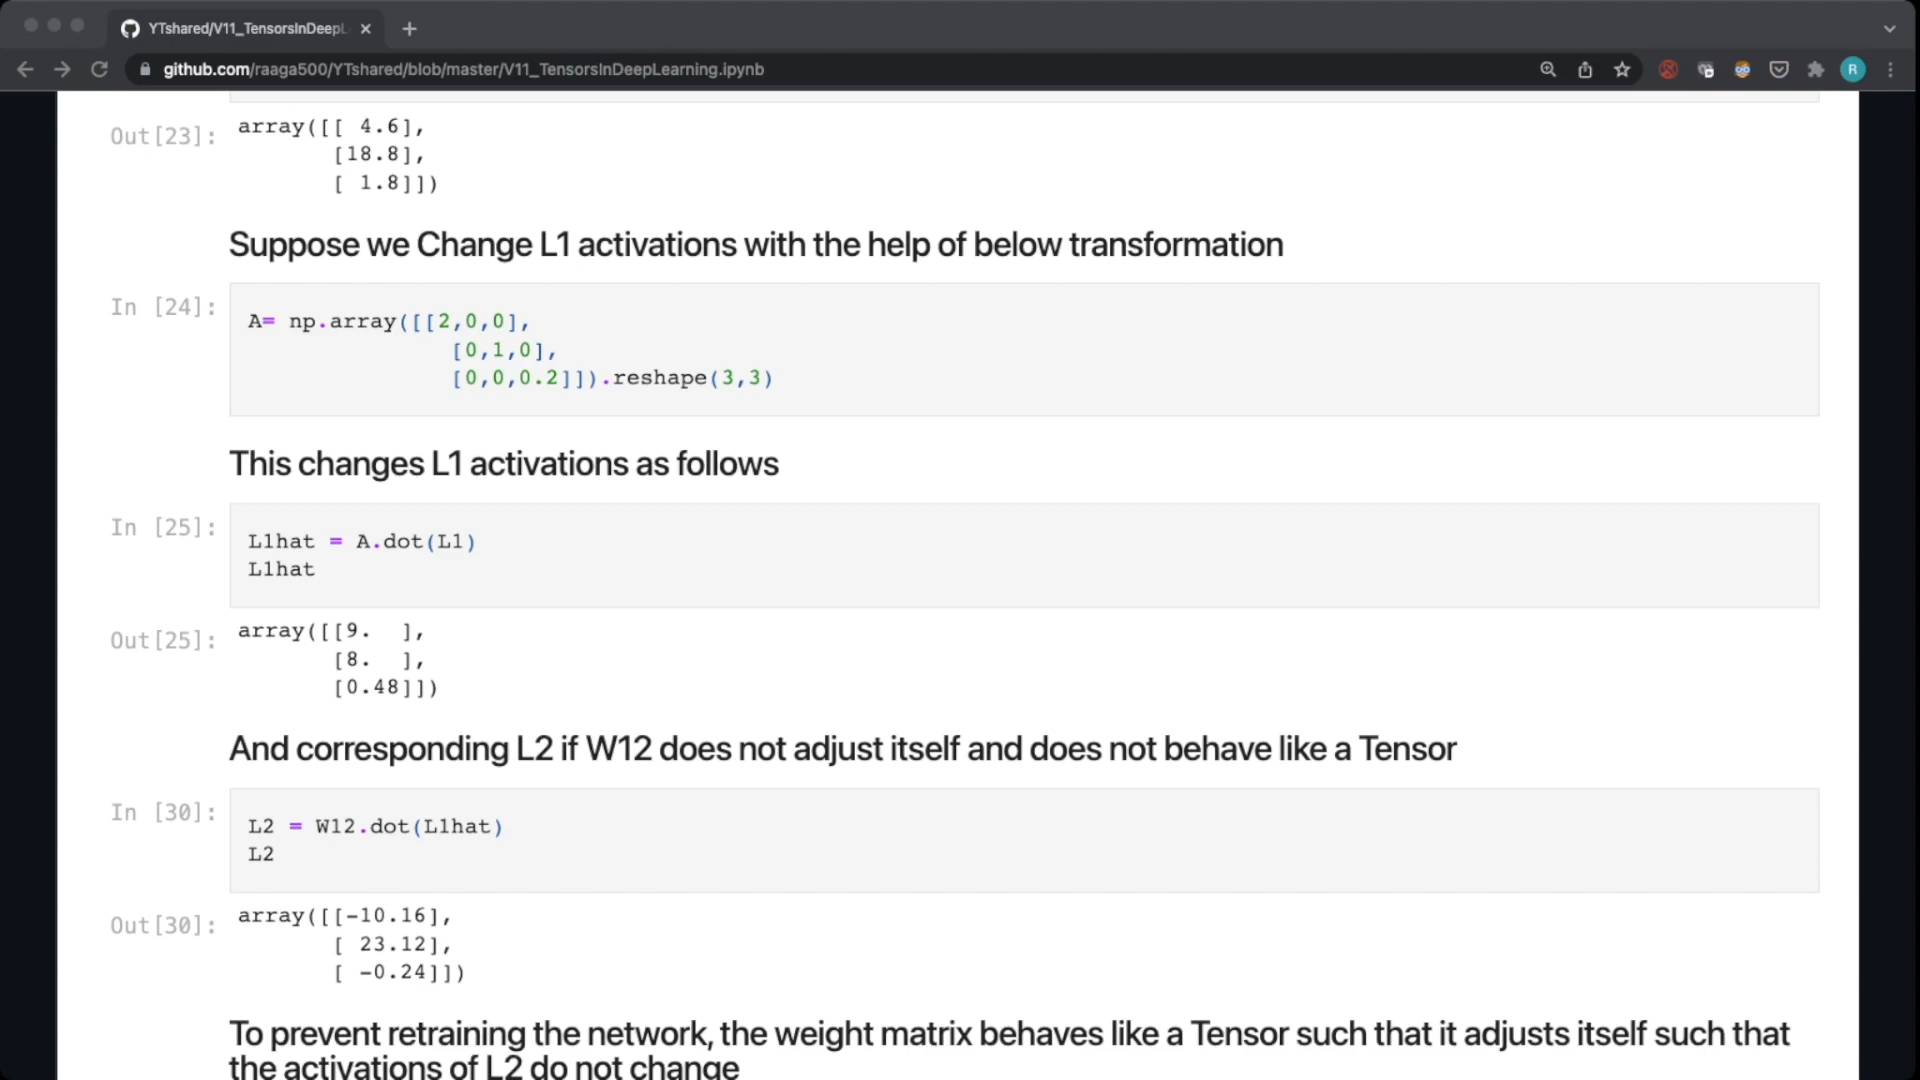 YTshared/V11_TensorsInDeepL
github.com/raaga500/YTshared/blob/master/V11_TensorsInDeepLearning.ipynb
R
Out[23]:
array([[ 4.6],
[18.8],
[ 1.8]])
Suppose we Change L1 activations with the help of below transformation
In [24]:
A= np.array([[2,0,0],
[0,1,0],
[0,0,0.2]]).reshape(3,3)
This changes L1 activations as follows
In [25]:
L1hat = A.dot(L1)
L1hat
Out[25]:
array([[9.  ],
[8.  ],
[0.48]])
And corresponding L2 if W12 does not adjust itself and does not behave like a Tensor
In [30]:
L2 = W12.dot(L1hat)
L2
Out[30]:
array([[-10.16],
[ 23.12],
[ -0.24]])
To prevent retraining the network, the weight matrix behaves like a Tensor such that it adjusts itself such that
the activations of L2 do not change